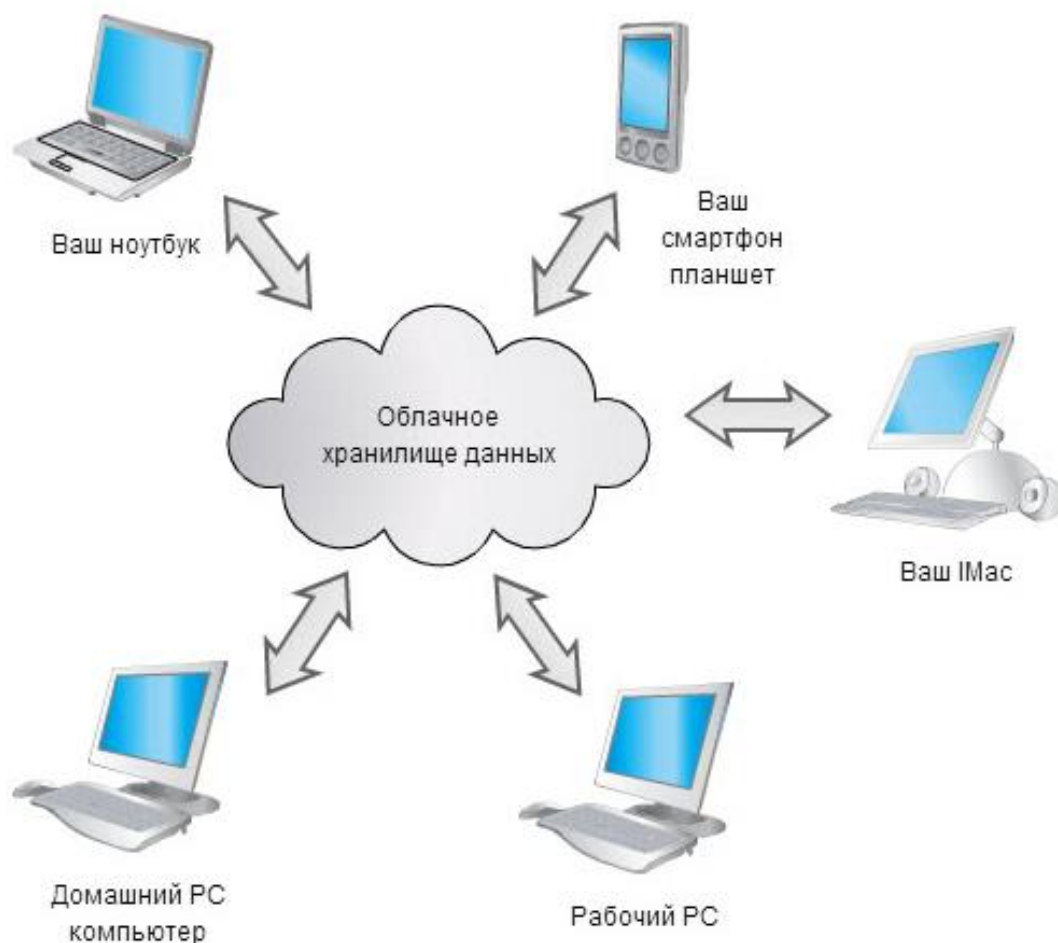 Ваш ноутбук
Ваш
смартфон
планшет
Облачное
хранилище данных
Ваш IMac
Домашний PC
компьютер
Рабочий PC